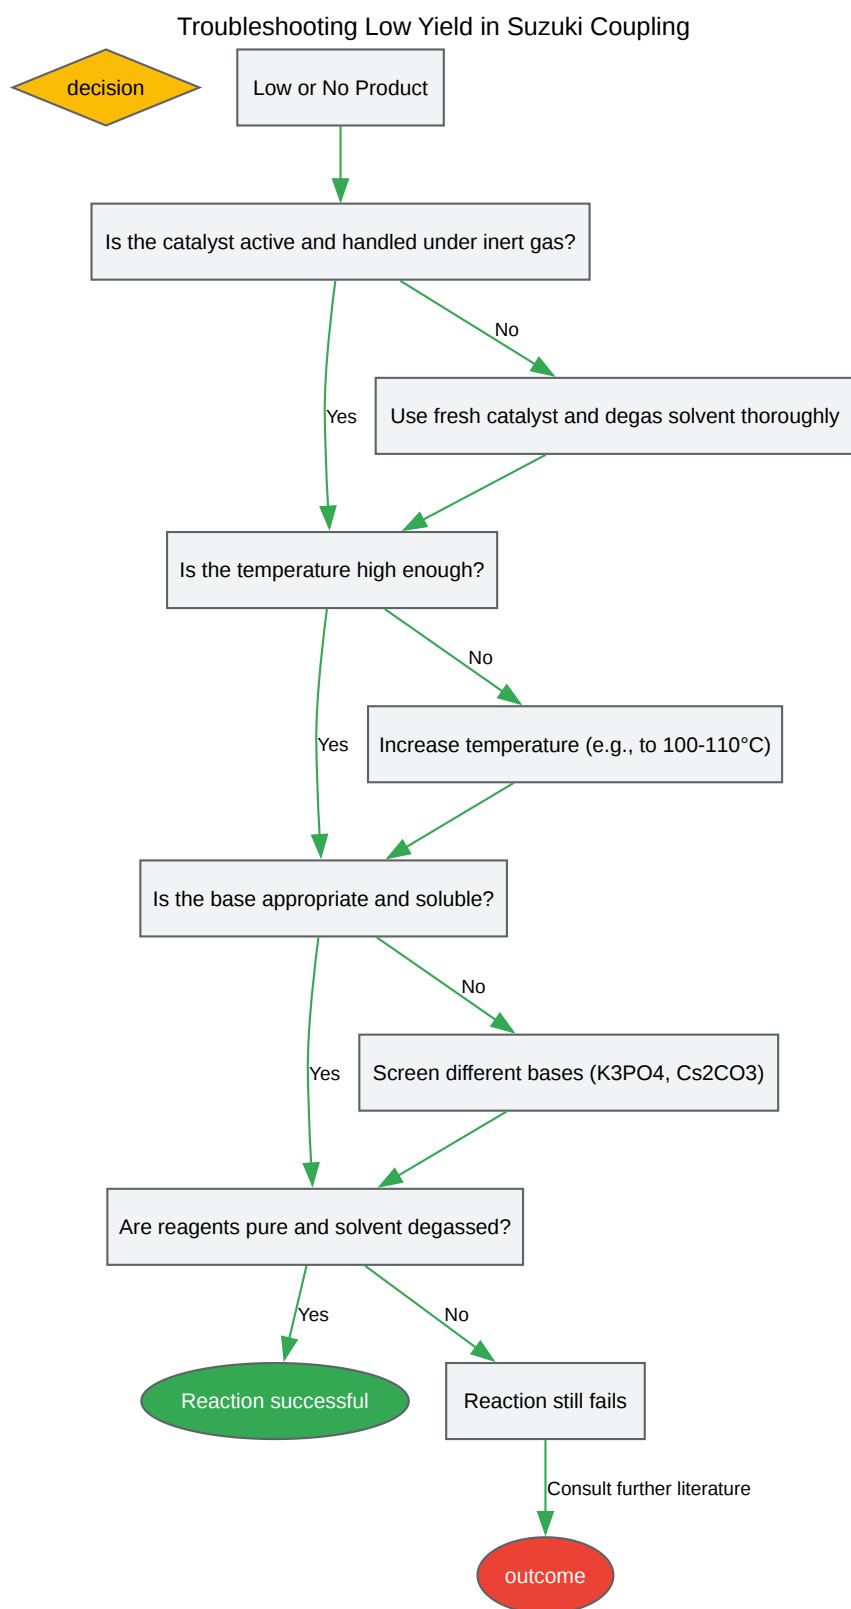 Troubleshooting Low Yield in Suzuki Coupling
decision
Low or No Product
Is the catalyst active and handled under inert gas?
No
Yes
Use fresh catalyst and degas solvent thoroughly
Is the temperature high enough?
No
Yes
Increase temperature (e.g., to 100-110°C)
Is the base appropriate and soluble?
No
Yes
Screen different bases (K3PO4, Cs2CO3)
Are reagents pure and solvent degassed?
Yes
No
Reaction successful
Reaction still fails
Consult further literature
outcome